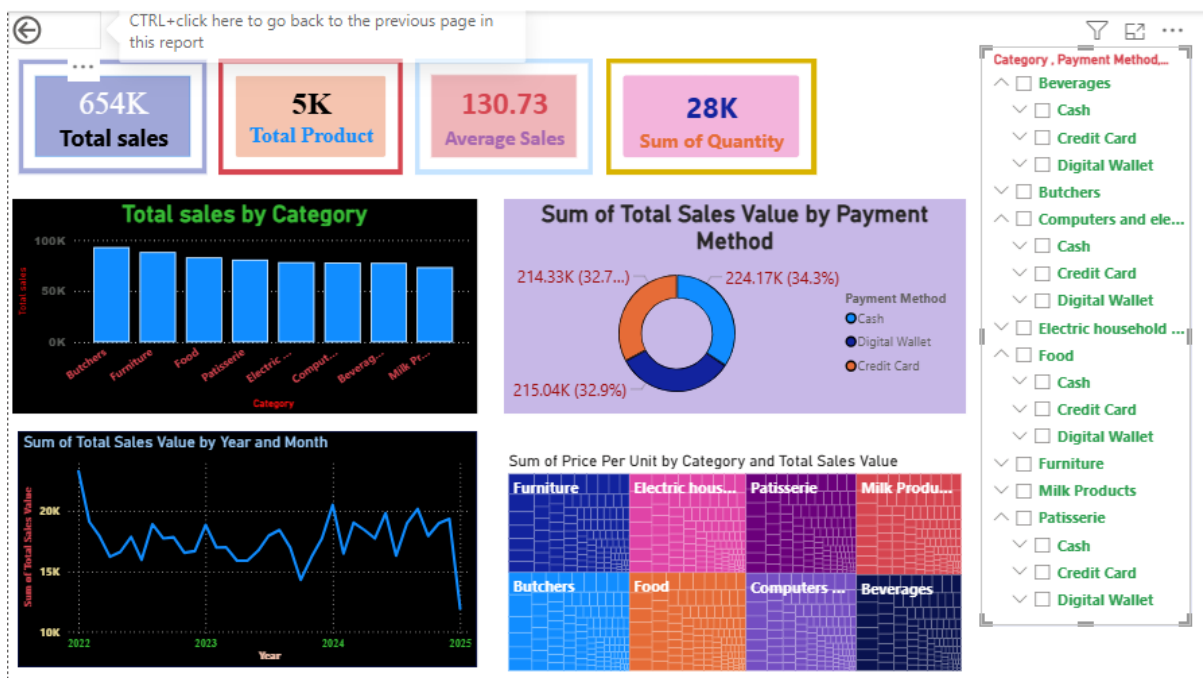 CTRL+click here to go back to the previous page in
this report
654K
Total sales
5K
Total Product
130.73
Average Sales
28K
Sum of Quantity
Total sales by Category
Total sales
100K
50K
0K
Butchers
Furniture
Food
Patisserie
Electric ...
Comput...
Beverag...
Milk Pr...
Category
Sum of Total Sales Value by Payment
Method
214.33K (32.7...)
224.17K (34.3%)
215.04K (32.9%)
Payment Method
Cash
Digital Wallet
Credit Card
Sum of Total Sales Value by Year and Month
Sum of Total Sales Value
20K
15K
10K
2022
2023
2024
2025
Year
Sum of Price Per Unit by Category and Total Sales Value
Furniture
Electric hous...
Patisserie
Milk Produ...
Butchers
Food
Computers ...
Beverages
Category , Payment Method,...
Beverages
Cash
Credit Card
Digital Wallet
Butchers
Computers and ele...
Cash
Credit Card
Digital Wallet
Electric household ...
Food
Cash
Credit Card
Digital Wallet
Furniture
Milk Products
Patisserie
Cash
Credit Card
Digital Wallet